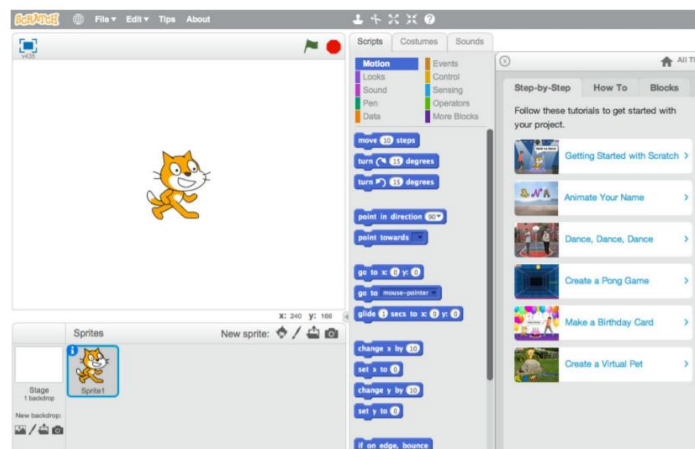 SCRATCH File▼ Edit▼ Tips About
v435
Scripts Costumes Sounds
Motion Events
Looks Control
Sound Sensing
Pen Operators
Data More Blocks
move 10 steps
turn 15 degrees
turn 15 degrees
point in direction 90▼
point towards
go to x: 0 y: 0
go to mouse-pointer
glide 1 secs to x: 0 y: 0
change x by 10
set x to 0
change y by 10
set y to 0
if on edge, bounce
X: 240 Y: 166
Sprites New sprite:
Stage
1 backdrop
New backdrop:
Sprite1
All
Step-by-Step How To Blocks
Follow these tutorials to get started with
your project.
Getting Started with Scratch >
Animate Your Name >
Dance, Dance, Dance >
Create a Pong Game >
Make a Birthday Card >
Create a Virtual Pet >